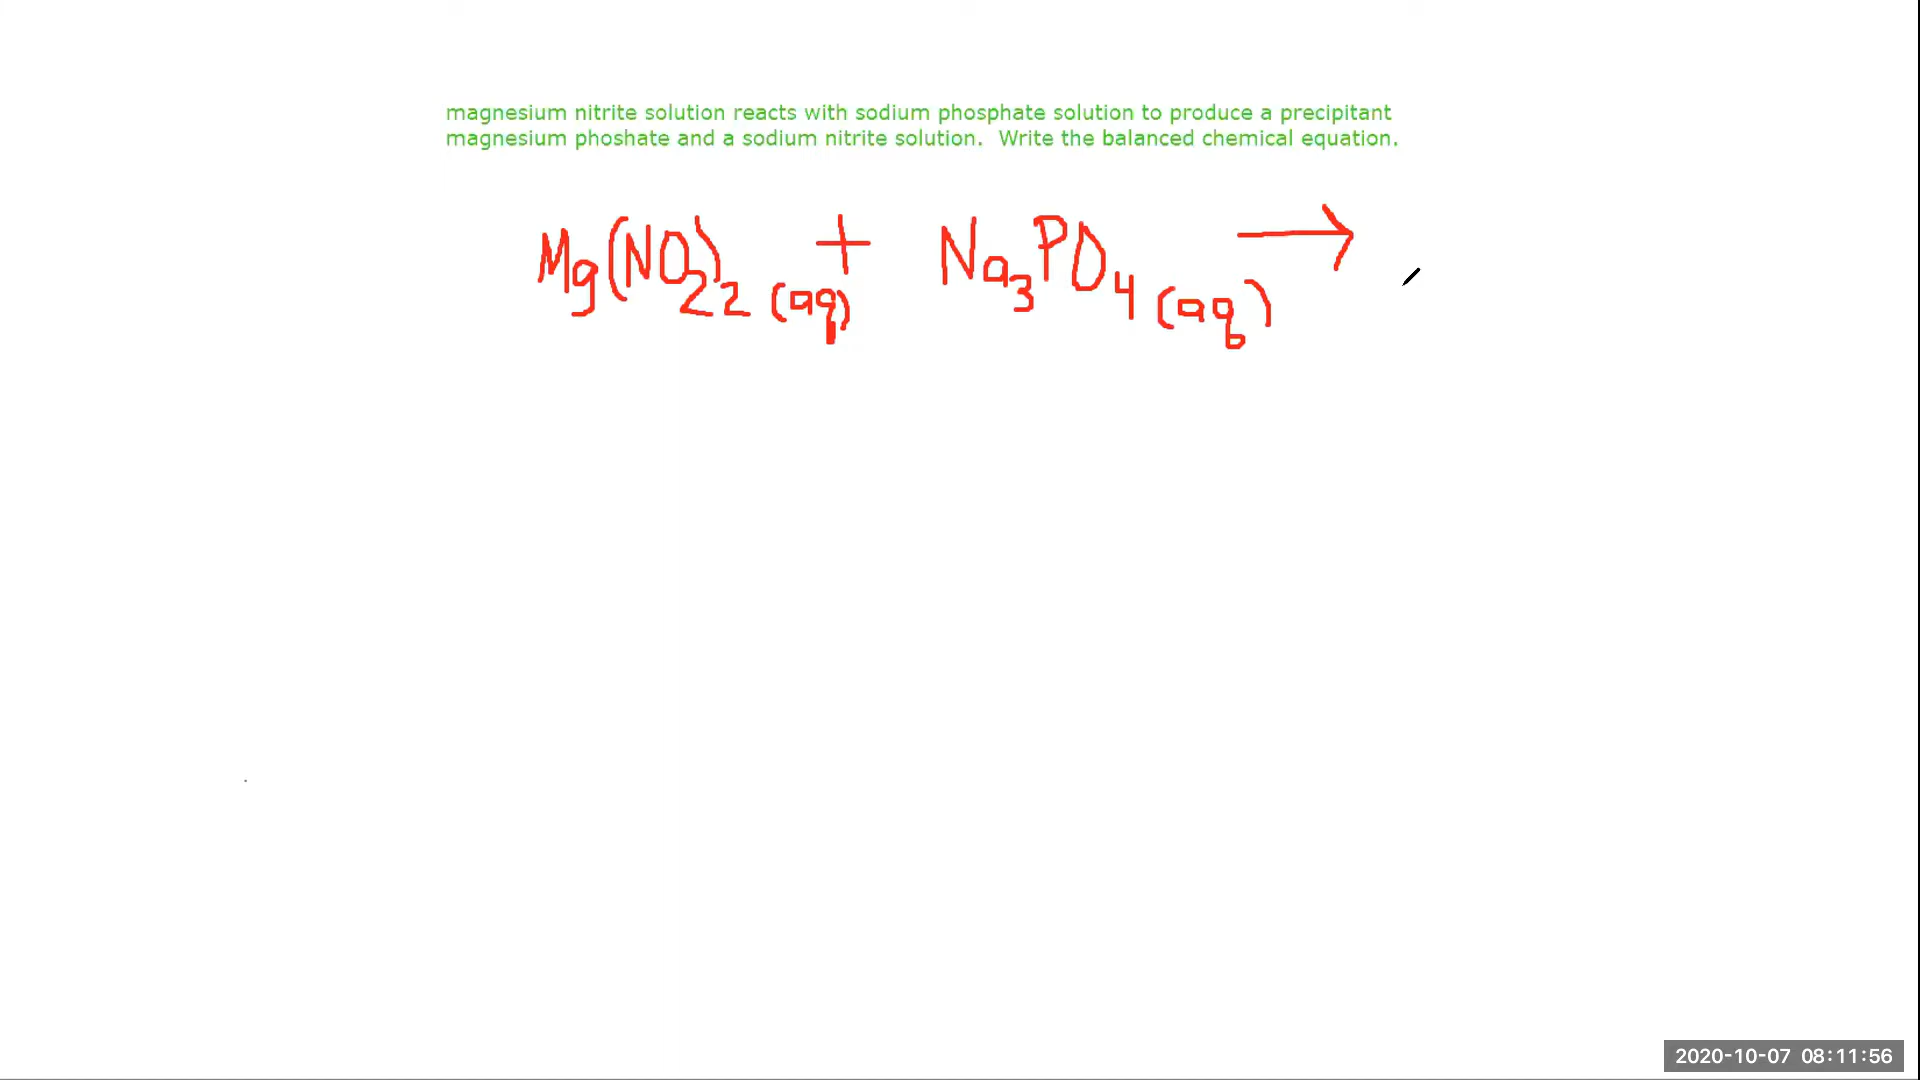 magnesium nitrite solution reacts with sodium phosphate solution to produce a precipitant
magnesium phoshate and a sodium nitrite solution.  Write the balanced chemical equation.
Mg(NO₂)₂ (aq) + Na₃PO₄ (aq) →
2020-10-07 08:11:56